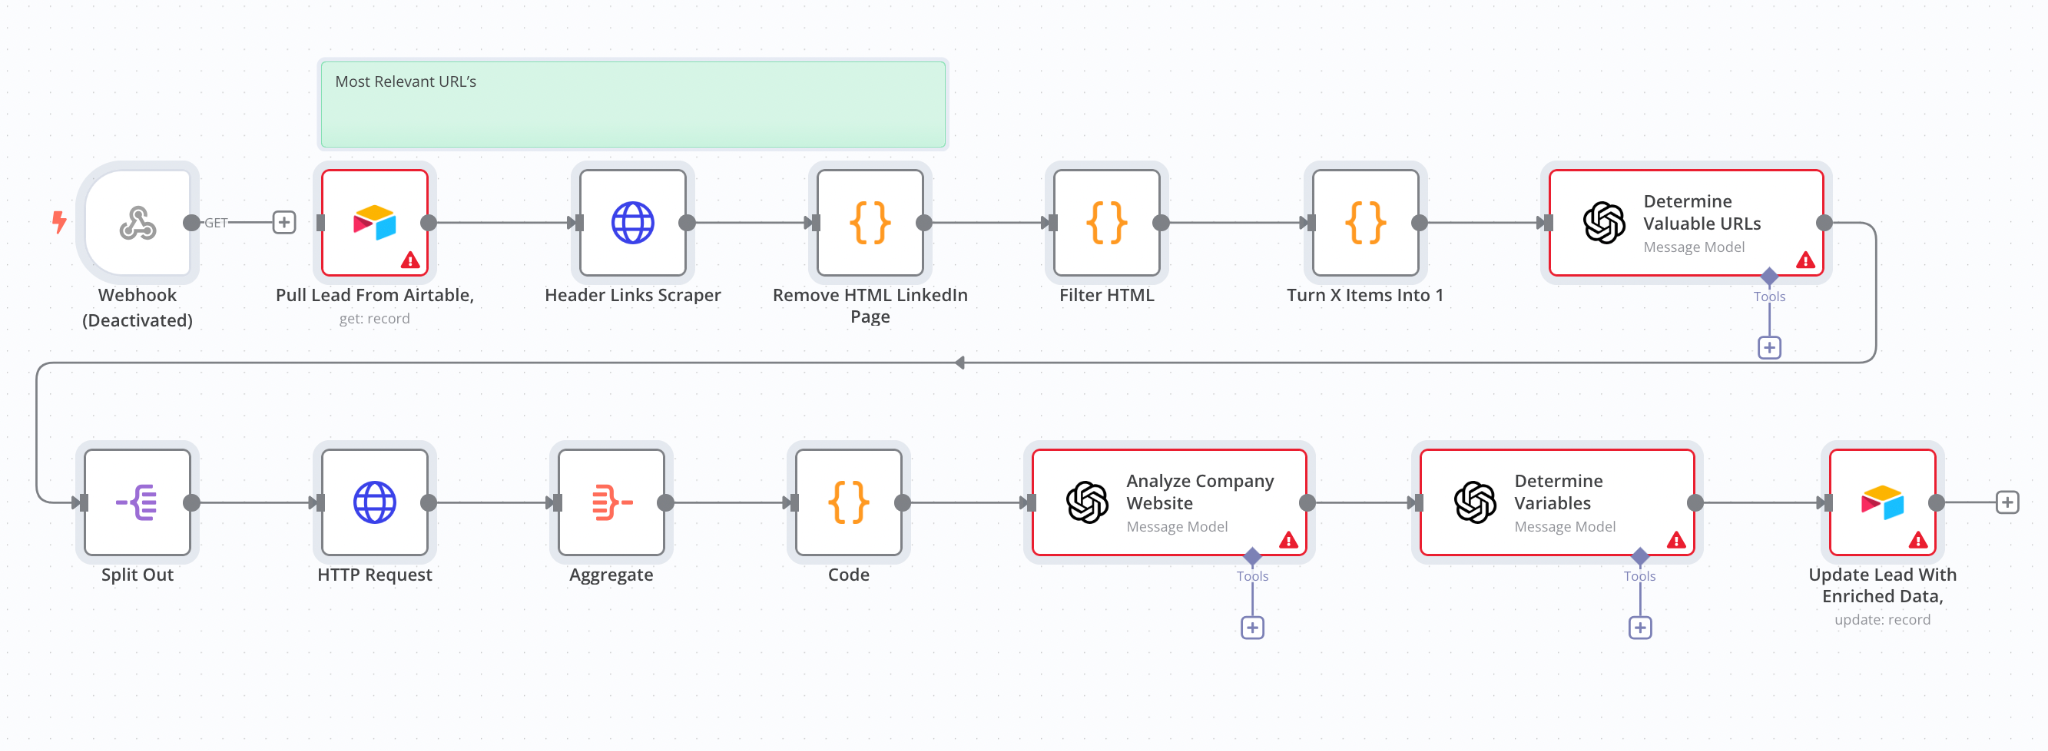 Most Relevant URL’s
GET
Webhook
(Deactivated)
Pull Lead From Airtable,
get: record
Header Links Scraper
Remove HTML LinkedIn
Page
Filter HTML
Turn X Items Into 1
Determine
Valuable URLs
Message Model
Tools
Split Out
HTTP Request
Aggregate
Code
Analyze Company
Website
Message Model
Tools
Determine
Variables
Message Model
Tools
Update Lead With
Enriched Data,
update: record